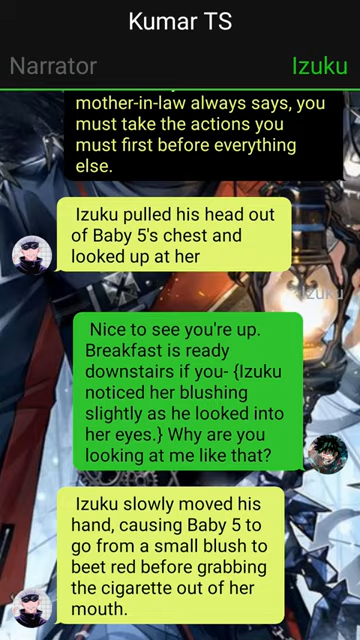 Kumar TS
Narrator
Izuku
mother-in-law always says, you
must take the actions you
must first before everything
else.
Izuku pulled his head out
of Baby 5's chest and
looked up at her
Izuku
Nice to see you're up.
Breakfast is ready
downstairs if you- {Izuku
noticed her blushing
slightly as he looked into
her eyes.} Why are you
looking at me like that?
Izuku slowly moved his
hand, causing Baby 5 to
go from a small blush to
beet red before grabbing
the cigarette out of her
mouth.